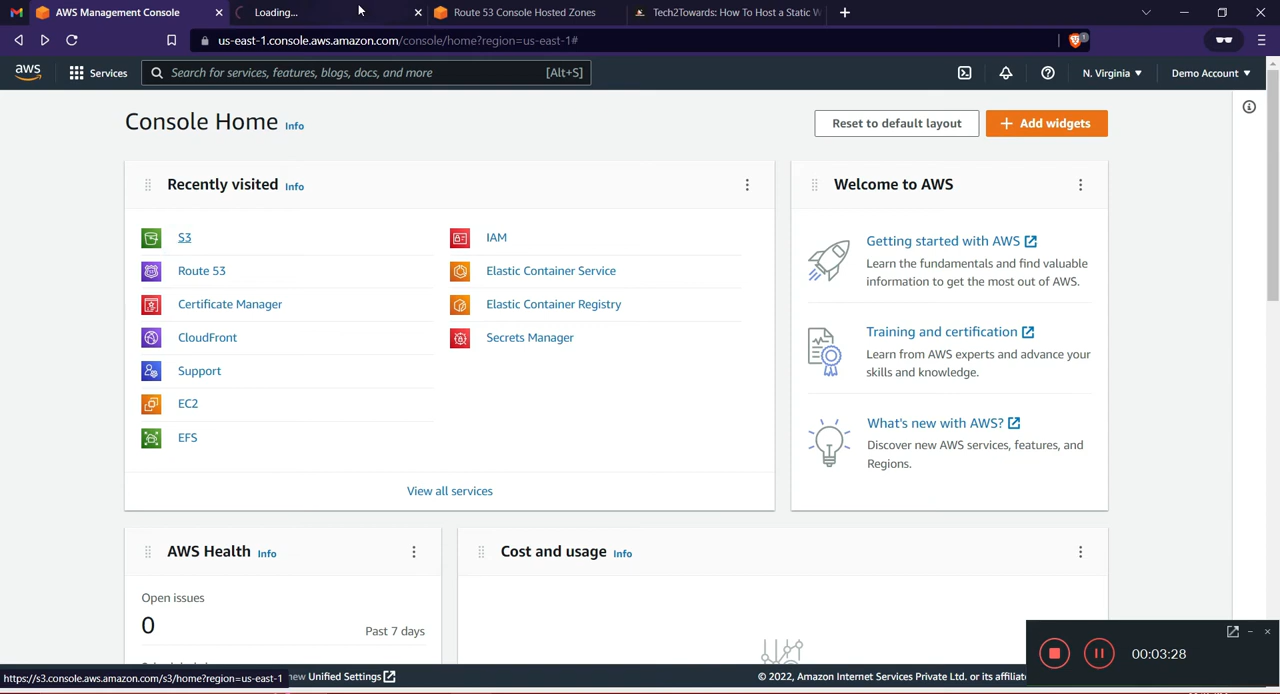 AWS Management Console
Loading...
Route 53 Console Hosted Zones
Tech2Towards: How To Host a Static W
us-east-1.console.aws.amazon.com/console/home?region=us-east-1#
1
aws
Services
Search for services, features, blogs, docs, and more
[Alt+S]
N. Virginia
Demo Account
Console Home Info
Reset to default layout
Add widgets
Recently visited Info
S3
Route 53
Certificate Manager
CloudFront
Support
EC2
EFS
IAM
Elastic Container Service
Elastic Container Registry
Secrets Manager
View all services
Welcome to AWS
Getting started with AWS
Learn the fundamentals and find valuable
information to get the most out of AWS.
Training and certification
Learn from AWS experts and advance your
skills and knowledge.
What's new with AWS?
Discover new AWS services, features, and
Regions.
AWS Health Info
Open issues
0
Past 7 days
Cost and usage Info
00:03:28
https://s3.console.aws.amazon.com/s3/home?region=us-east-1
new Unified Settings
© 2022, Amazon Internet Services Private Ltd. or its affiliate